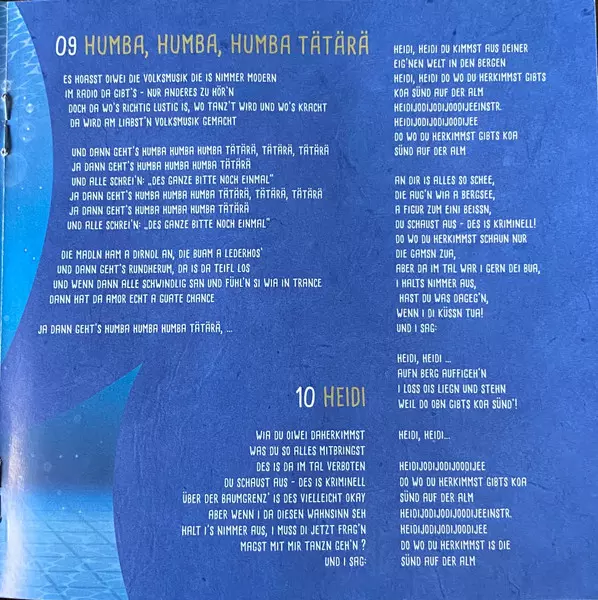 09 HUMBA, HUMBA, HUMBA TÄTÄRÄ
ES HOASST OIWEI DIE VOLKSMUSIK DIE IS NIMMER MODERN
IM RADIO DA GIBT'S - NUR ANDERES ZU HÖR'N
DOCH DA WO'S RICHTIG LUSTIG IS, WO TANZ'T WIRD UND WO'S KRACHT
DA WIRD AM LIABST'N VOLKSMUSIK GEMACHT
UND DANN GEHT'S HUMBA HUMBA HUMBA TÄTÄRÄ, TÄTÄRÄ, TÄTÄRÄ
JA DANN GEHT'S HUMBA HUMBA HUMBA TÄTÄRÄ
UND ALLE SCHREI'N: „DES GANZE BITTE NOCH EINMAL"
JA DANN GEHT'S HUMBA HUMBA HUMBA TÄTÄRÄ, TÄTÄRÄ, TÄTÄRÄ
JA DANN GEHT'S HUMBA HUMBA HUMBA TÄTÄRÄ
UND ALLE SCHREI'N: „DES GANZE BITTE NOCH EINMAL"
DIE MADLN HAM A DIRNDL AN, DIE BUAM A LEDERHOS'
UND DANN GEHT'S RUNDHERUM, DA IS DA TEIFL LOS
UND WENN DANN ALLE SCHWINDLIG SAN UND FÜHL'N SI WIA IN TRANCE
DANN HAT DA AMOR ECHT A GUATE CHANCE
JA DANN GEHT'S HUMBA HUMBA HUMBA TÄTÄRÄ, ...
10 HEIDI
WIA DU OIWEI DAHERKIMMST
WAS DU SO ALLES MITBRINGST
DES IS DA IM TAL VERBOTEN
DU SCHAUST AUS - DES IS KRIMINELL
ÜBER DER BAUMGRENZ' IS DES VIELLEICHT OKAY
ABER WENN I DA DIESEN WAHNSINN SEH
HALT I'S NIMMER AUS, I MUSS DI JETZT FRAG'N
MAGST MIT MIR TANZN GEH'N ?
UND I SAG:
HEIDI, HEIDI DU KIMMST AUS DEINER
EIG'NEN WELT IN DEN BERGEN
HEIDI, HEIDI DO WO DU HERKIMMST GIBTS
KOA SÜND AUF DER ALM
HEIDIJODIJODIJOODIJEEINSTR.
HEIDIJODIJODIJOODIJEE
DO WO DU HERKIMMST GIBTS KOA
SÜND AUF DER ALM
AN DIR IS ALLES SO SCHEE,
DIE AUG'N WIA A BERGSEE,
A FIGUR ZUM EINI BEISSN,
DU SCHAUST AUS - DES IS KRIMINELL!
DO WO DU HERKIMMST SCHAUN NUR
DIE GAMSN ZUA,
ABER DA IM TAL WAR I GERN DEI BUA,
I HALTS NIMMER AUS,
HAST DU WAS DAGEG'N,
WENN I DI KÜSSN TUA!
UND I SAG:
HEIDI, HEIDI ...
AUFN BERG AUFFIGEH'N
I LOSS OIS LIEGN UND STEHN
WEIL DO OBN GIBTS KOA SÜND'!
HEIDI, HEIDI...
HEIDIJODIJODIJOODIJEE
DO WO DU HERKIMMST GIBTS KOA
SÜND AUF DER ALM
HEIDIJODIJODIJOODIJEEINSTR.
HEIDIJODIJODIJOODIJEE
DO WO DU HERKIMMST IS DIE
SÜND AUF DER ALM